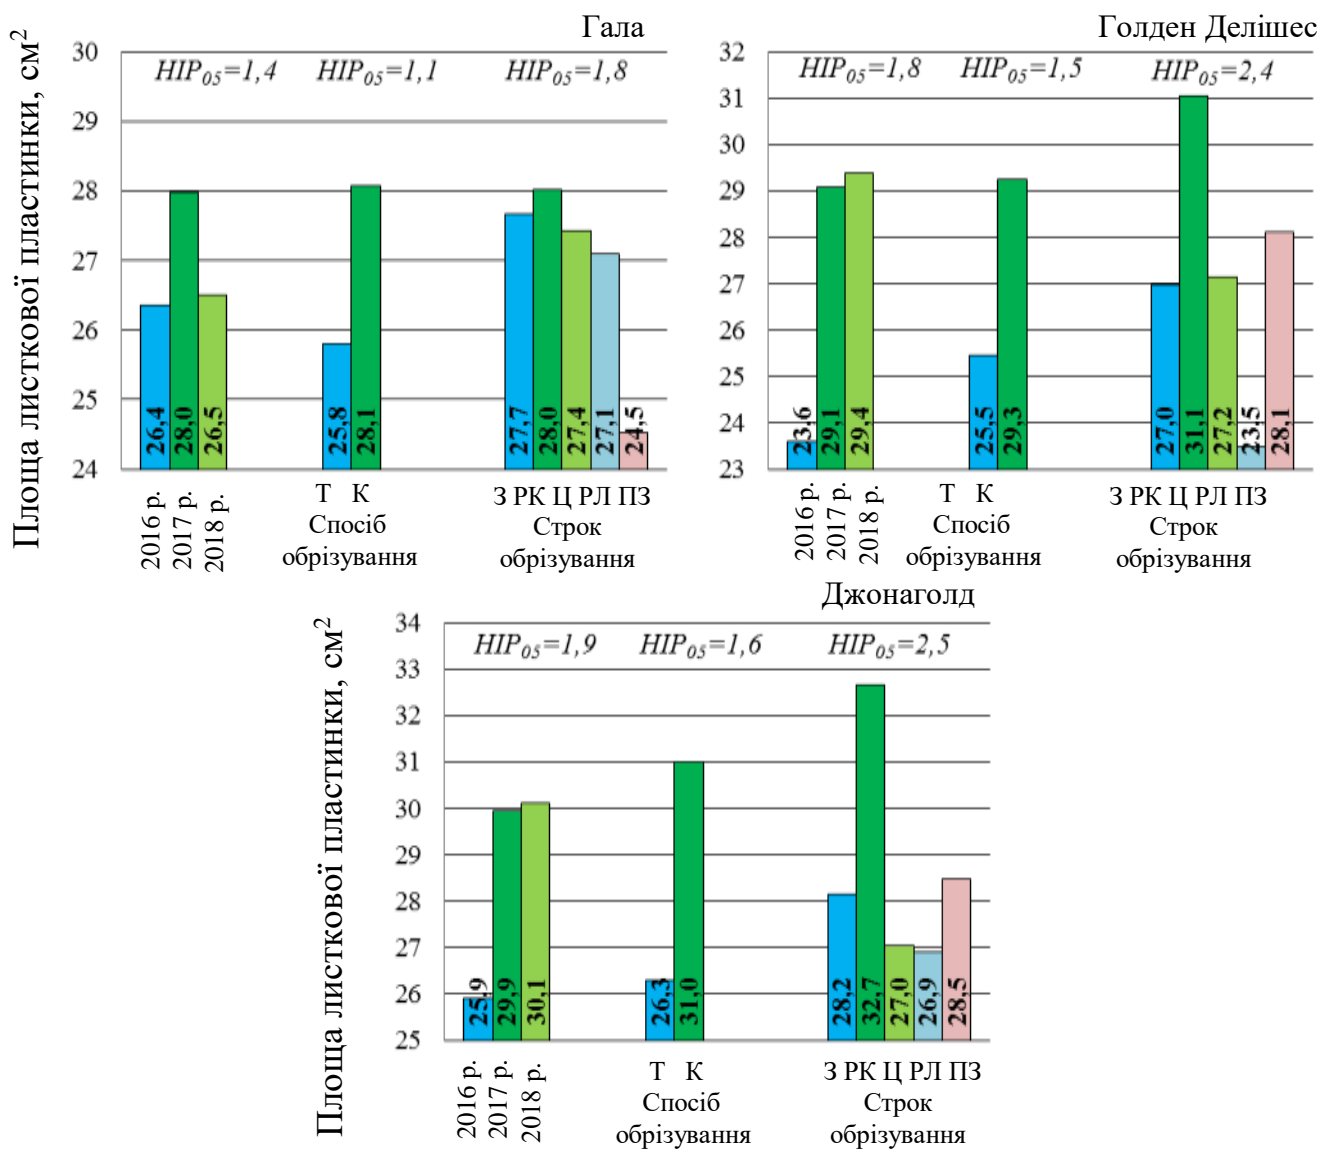 Гала
Площа листкової пластинки, см²
30
29
28
27
26
25
24
НІР₀₅=1,4
НІР₀₅=1,1
НІР₀₅=1,8
26,4
28,0
26,5
25,8
28,1
27,7
28,0
27,4
27,1
24,5
2016 р.
2017 р.
2018 р.
Т К
Спосіб
обрізування
З РК Ц РЛ ПЗ
Строк
обрізування
Голден Делішес
32
31
30
29
28
27
26
25
24
23
НІР₀₅=1,8
НІР₀₅=1,5
НІР₀₅=2,4
23,6
29,1
29,4
25,5
29,3
27,0
31,1
27,2
23,5
28,1
2016 р.
2017 р.
2018 р.
Т К
Спосіб
обрізування
З РК Ц РЛ ПЗ
Строк
обрізування
Джонаголд
Площа листкової пластинки, см²
34
33
32
31
30
29
28
27
26
25
НІР₀₅=1,9
НІР₀₅=1,6
НІР₀₅=2,5
25,9
29,9
30,1
26,3
31,0
28,2
32,7
27,0
26,9
28,5
2016 р.
2017 р.
2018 р.
Т К
Спосіб
обрізування
З РК Ц РЛ ПЗ
Строк
обрізування